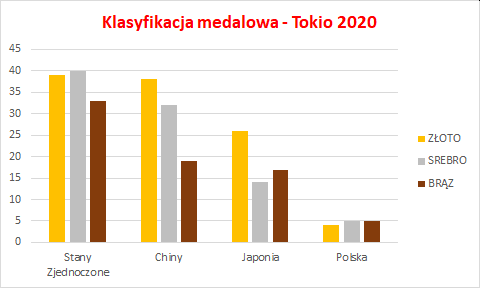 Klasyfikacja medalowa - Tokio 2020
45
40
35
30
25
20
15
10
5
0
Stany
Zjednoczone
Chiny
Japonia
Polska
ZŁOTO
SREBRO
BRĄZ